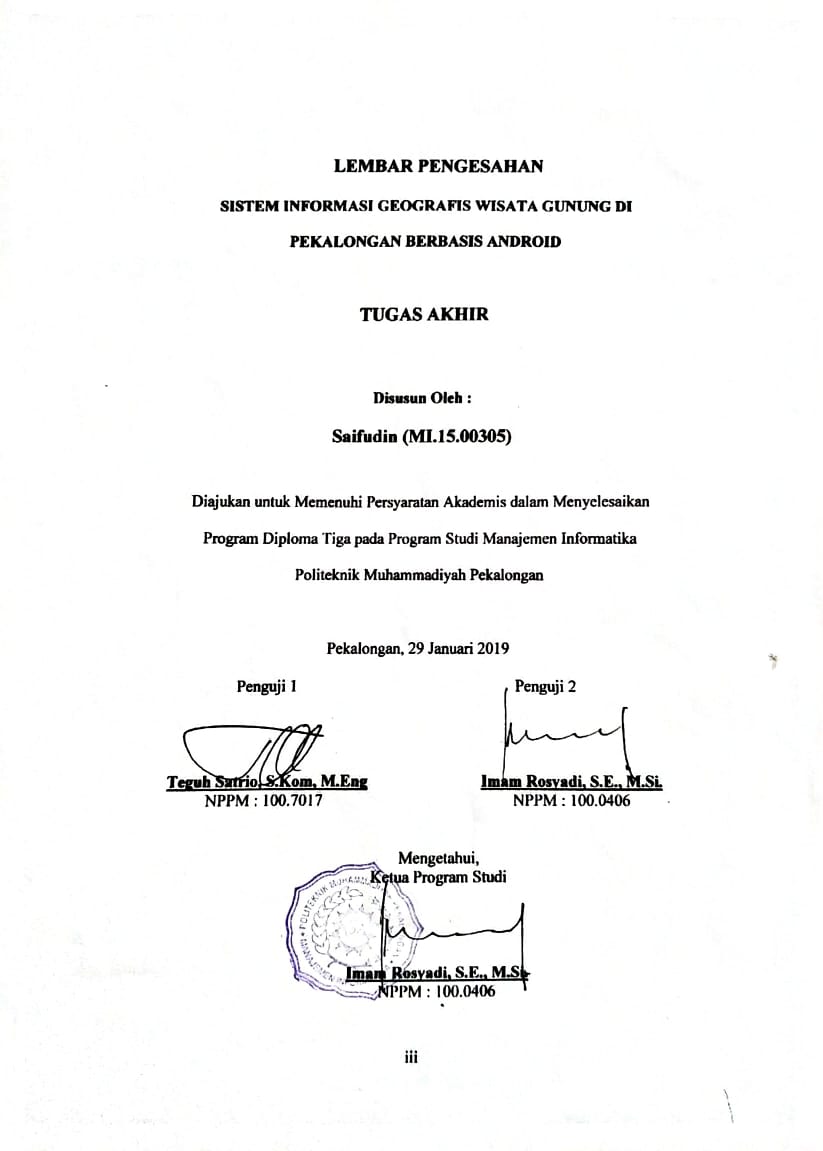 LEMBAR PENGESAHAN
SISTEM INFORMASI GEOGRAFIS WISATA GUNUNG DI
PEKALONGAN BERBASIS ANDROID
TUGAS AKHIR
Disusun Oleh :
Saifudin (MI.15.00305)
Diajukan untuk Memenuhi Persyaratan Akademis dalam Menyelesaikan
Program Diploma Tiga pada Program Studi Manajemen Informatika
Politeknik Muhammadiyah Pekalongan
Pekalongan, 29 Januari 2019
Penguji 1
Penguji 2
Teguh Satrio, S.Kom, M.Eng
Imam Rosyadi, S.E., M.Si.
NPPM : 100.7017
NPPM : 100.0406
Mengetahui,
Ketua Program Studi
POLITEKNIK
Imam Rosyadi, S.E., M.Si.
NPPM : 100.0406
iii